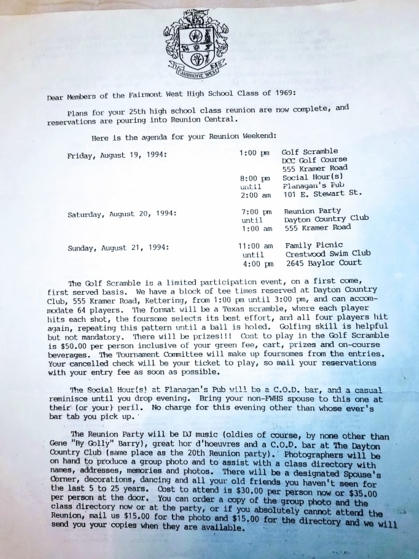 FAIRMONT WEST
Dear Members of the Fairmont West High School Class of 1969:
Plans for your 25th high school class reunion are now complete, and
reservations are pouring into Reunion Central.
Here is the agenda for your Reunion Weekend:
Friday, August 19, 1994: 1:00 pm Golf Scramble
DCC Golf Course
555 Kramer Road
8:00 pm Social Hour(s)
until Flanagan's Pub
2:00 am 101 E. Stewart St.
Saturday, August 20, 1994: 7:00 pm Reunion Party
until Dayton Country Club
1:00 am 555 Kramer Road
Sunday, August 21, 1994: 11:00 am Family Picnic
until Crestwood Swim Club
4:00 pm 2645 Baylor Court
The Golf Scramble is a limited participation event, on a first come,
first served basis. We have a block of tee times reserved at Dayton Country
Club, 555 Kramer Road, Kettering, from 1:00 pm until 3:00 pm, and can accom-
modate 64 players. The format will be a Texas scramble, where each player
hits each shot, the foursome selects its best effort, and all four players hit
again, repeating this pattern until a ball is holed. Golfing skill is helpful
but not mandatory. There will be prizes!!! Cost to play in the Golf Scramble
is $50.00 per person inclusive of your green fee, cart, prizes and on-course
beverages. The Tournament Committee will make up foursomes from the entries.
Your cancelled check will be your ticket to play, so mail your reservations
with your entry fee as soon as possible.
The Social Hour(s) at Flanagan's Pub will be a C.O.D. bar, and a casual
reminisce until you drop evening. Bring your non-FWHS spouse to this one at
their (or your) peril. No charge for this evening other than whose ever's
bar tab you pick up.
The Reunion Party will be DJ music (oldies of course, by none other than
Gene "By Golly" Barry), great hor d'houevres and a C.O.D. bar at The Dayton
Country Club (same place as the 20th Reunion party). Photographers will be
on hand to produce a group photo and to assist with a class directory with
names, addresses, memories and photos. There will be a designated Spouse's
Corner, decorations, dancing and all your old friends you haven't seen for
the last 5 to 25 years. Cost to attend is $30.00 per person now or $35.00
per person at the door. You can order a copy of the group photo and the
class directory now or at the party, or if you absolutely cannot attend the
Reunion, mail us $15.00 for the photo and $15.00 for the directory and we will
send you your copies when they are available.